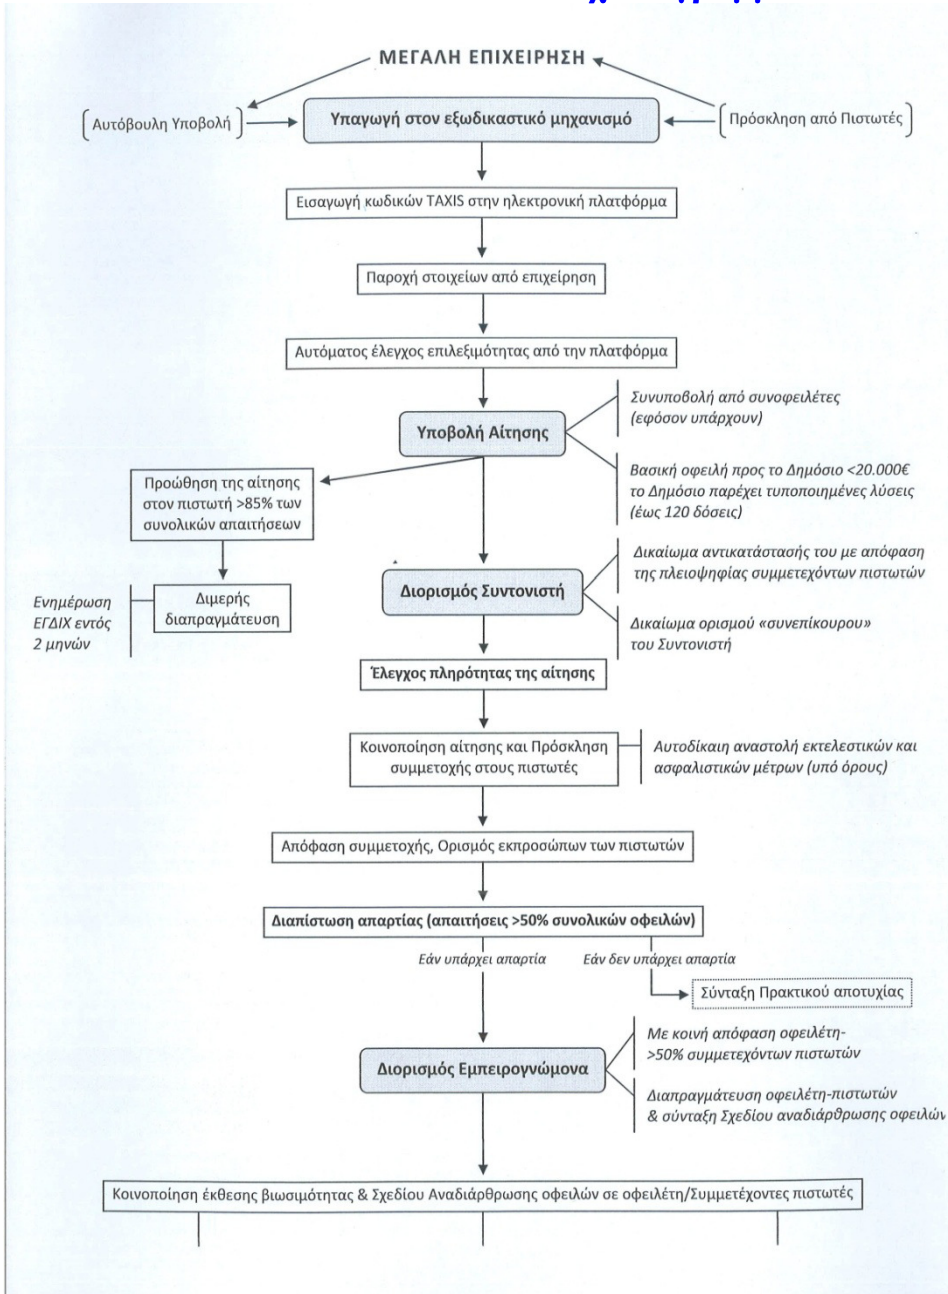 ΜΕΓΑΛΗ ΕΠΙΧΕΙΡΗΣΗ
Αυτόβουλη Υποβολή
Υπαγωγή στον εξωδικαστικό μηχανισμό
Πρόσκληση από Πιστωτές
Εισαγωγή κωδικών TAXIS στην ηλεκτρονική πλατφόρμα
Παροχή στοιχείων από επιχείρηση
Αυτόματος έλεγχος επιλεξιμότητας από την πλατφόρμα
Υποβολή Αίτησης
Συνυποβολή από συνοφειλέτες
(εφόσον υπάρχουν)
Βασική οφειλή προς το Δημόσιο <20.000€
το Δημόσιο παρέχει τυποποιημένες λύσεις
(έως 120 δόσεις)
Προώθηση της αίτησης
στον πιστωτή >85% των
συνολικών απαιτήσεων
Διμερής
διαπραγμάτευση
Ενημέρωση
ΕΓΔΙΧ εντός
2 μηνών
Διορισμός Συντονιστή
Δικαίωμα αντικατάστασής του με απόφαση
της πλειοψηφίας συμμετεχόντων πιστωτών
Δικαίωμα ορισμού «συνεπίκουρου»
του Συντονιστή
Έλεγχος πληρότητας της αίτησης
Κοινοποίηση αίτησης και Πρόσκληση
συμμετοχής στους πιστωτές
Αυτοδίκαιη αναστολή εκτελεστικών και
ασφαλιστικών μέτρων (υπό όρους)
Απόφαση συμμετοχής, Ορισμός εκπροσώπων των πιστωτών
Διαπίστωση απαρτίας (απαιτήσεις >50% συνολικών οφειλών)
Εάν υπάρχει απαρτία
Εάν δεν υπάρχει απαρτία
Σύνταξη Πρακτικού αποτυχίας
Διορισμός Εμπειρογνώμονα
Με κοινή απόφαση οφειλέτη-
>50% συμμετεχόντων πιστωτών
Διαπραγμάτευση οφειλέτη-πιστωτών
& σύνταξη Σχεδίου αναδιάρθρωσης οφειλών
Κοινοποίηση έκθεσης βιωσιμότητας & Σχεδίου Αναδιάρθρωσης οφειλών σε οφειλέτη/Συμμετέχοντες πιστωτές